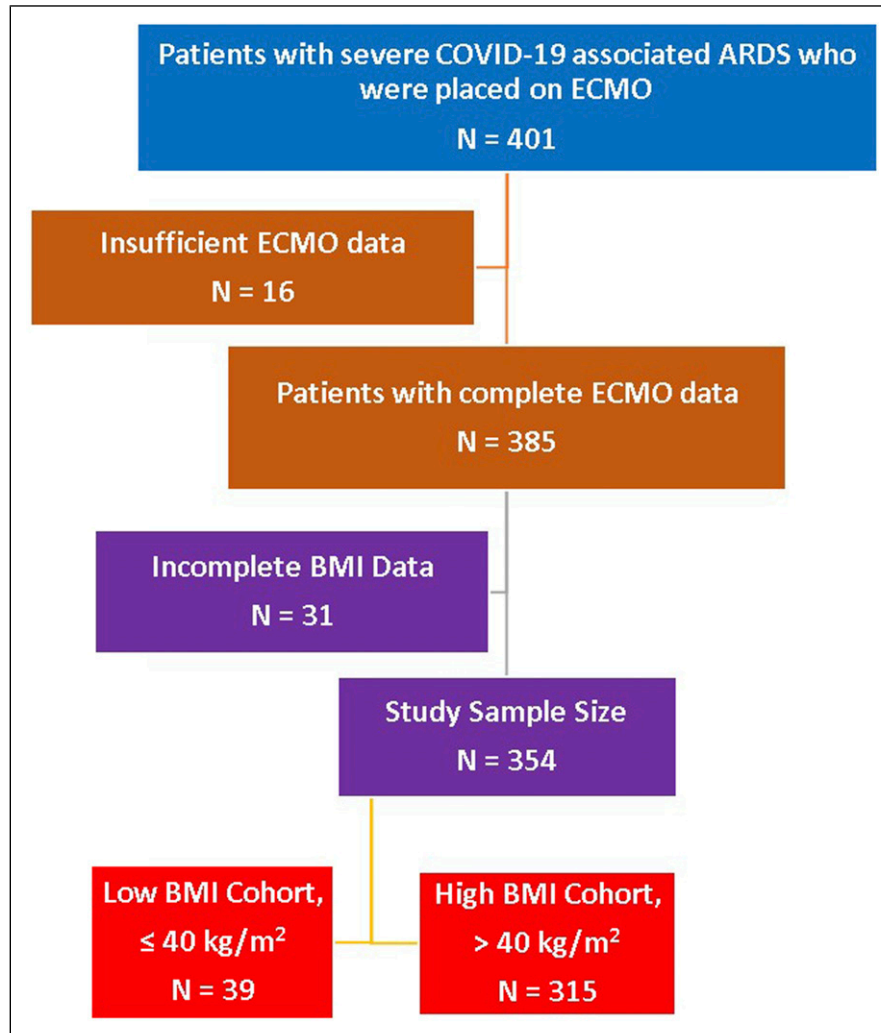 Patients with severe COVID-19 associated ARDS who
were placed on ECMO
N = 401
Insufficient ECMO data
N = 16
Patients with complete ECMO data
N = 385
Incomplete BMI Data
N = 31
Study Sample Size
N = 354
Low BMI Cohort,
≤ 40 kg/m²
N = 39
High BMI Cohort,
> 40 kg/m²
N = 315